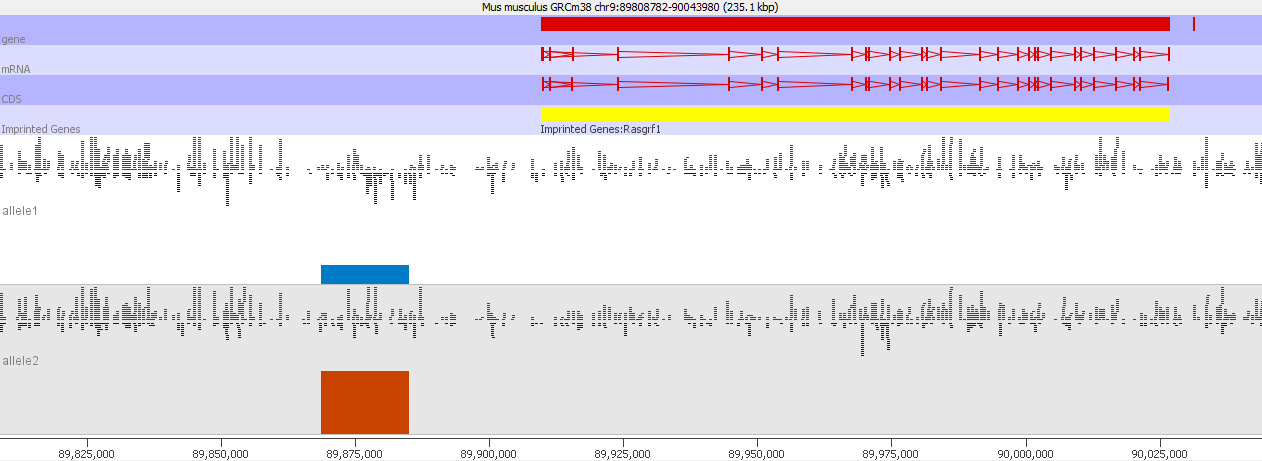 Mus musculus GRCm38 chr9:89808782-90043980 (235.1 kbp)
gene
mRNA
CDS
Imprinted Genes
Imprinted Genes:Rasgrf1
allele1
allele2
89,825,000 89,850,000 89,875,000 89,900,000 89,925,000 89,950,000 89,975,000 90,000,000 90,025,000